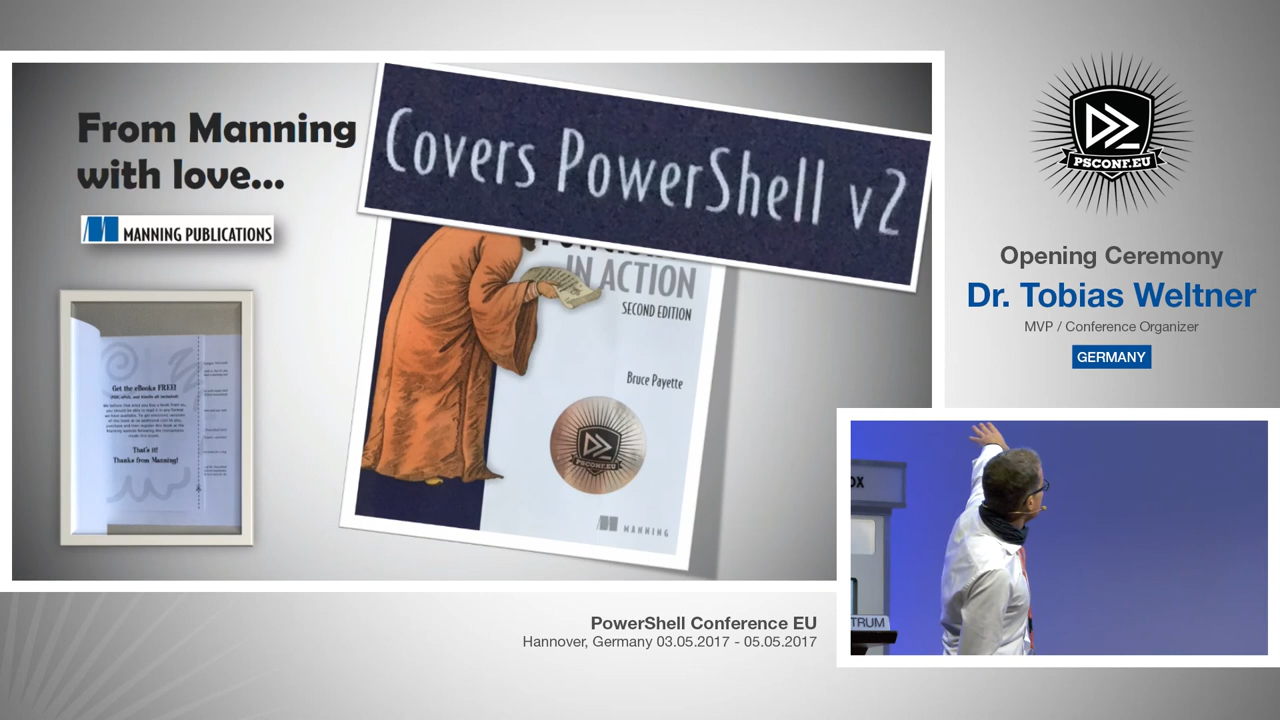 From Manning
with love...
MANNING PUBLICATIONS
Covers PowerShell v2
IN ACTION
SECOND EDITION
Bruce Payette
PSCONF.EU
MANNING
Get the eBooks FREE!
That's it!
Thanks from Manning!
PSCONF.EU
Opening Ceremony
Dr. Tobias Weltner
MVP / Conference Organizer
GERMANY
OX
TRUM
PowerShell Conference EU
Hannover, Germany 03.05.2017 - 05.05.2017